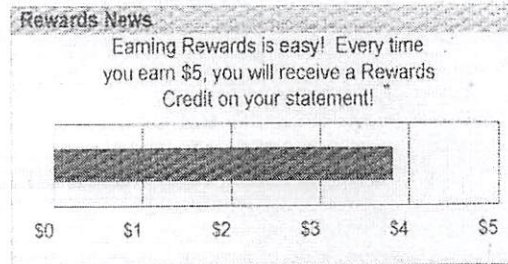 Rewards News
Earning Rewards is easy! Every time
you earn $5, you will receive a Rewards
Credit on your statement!
$0 $1 $2 $3 $4 $5